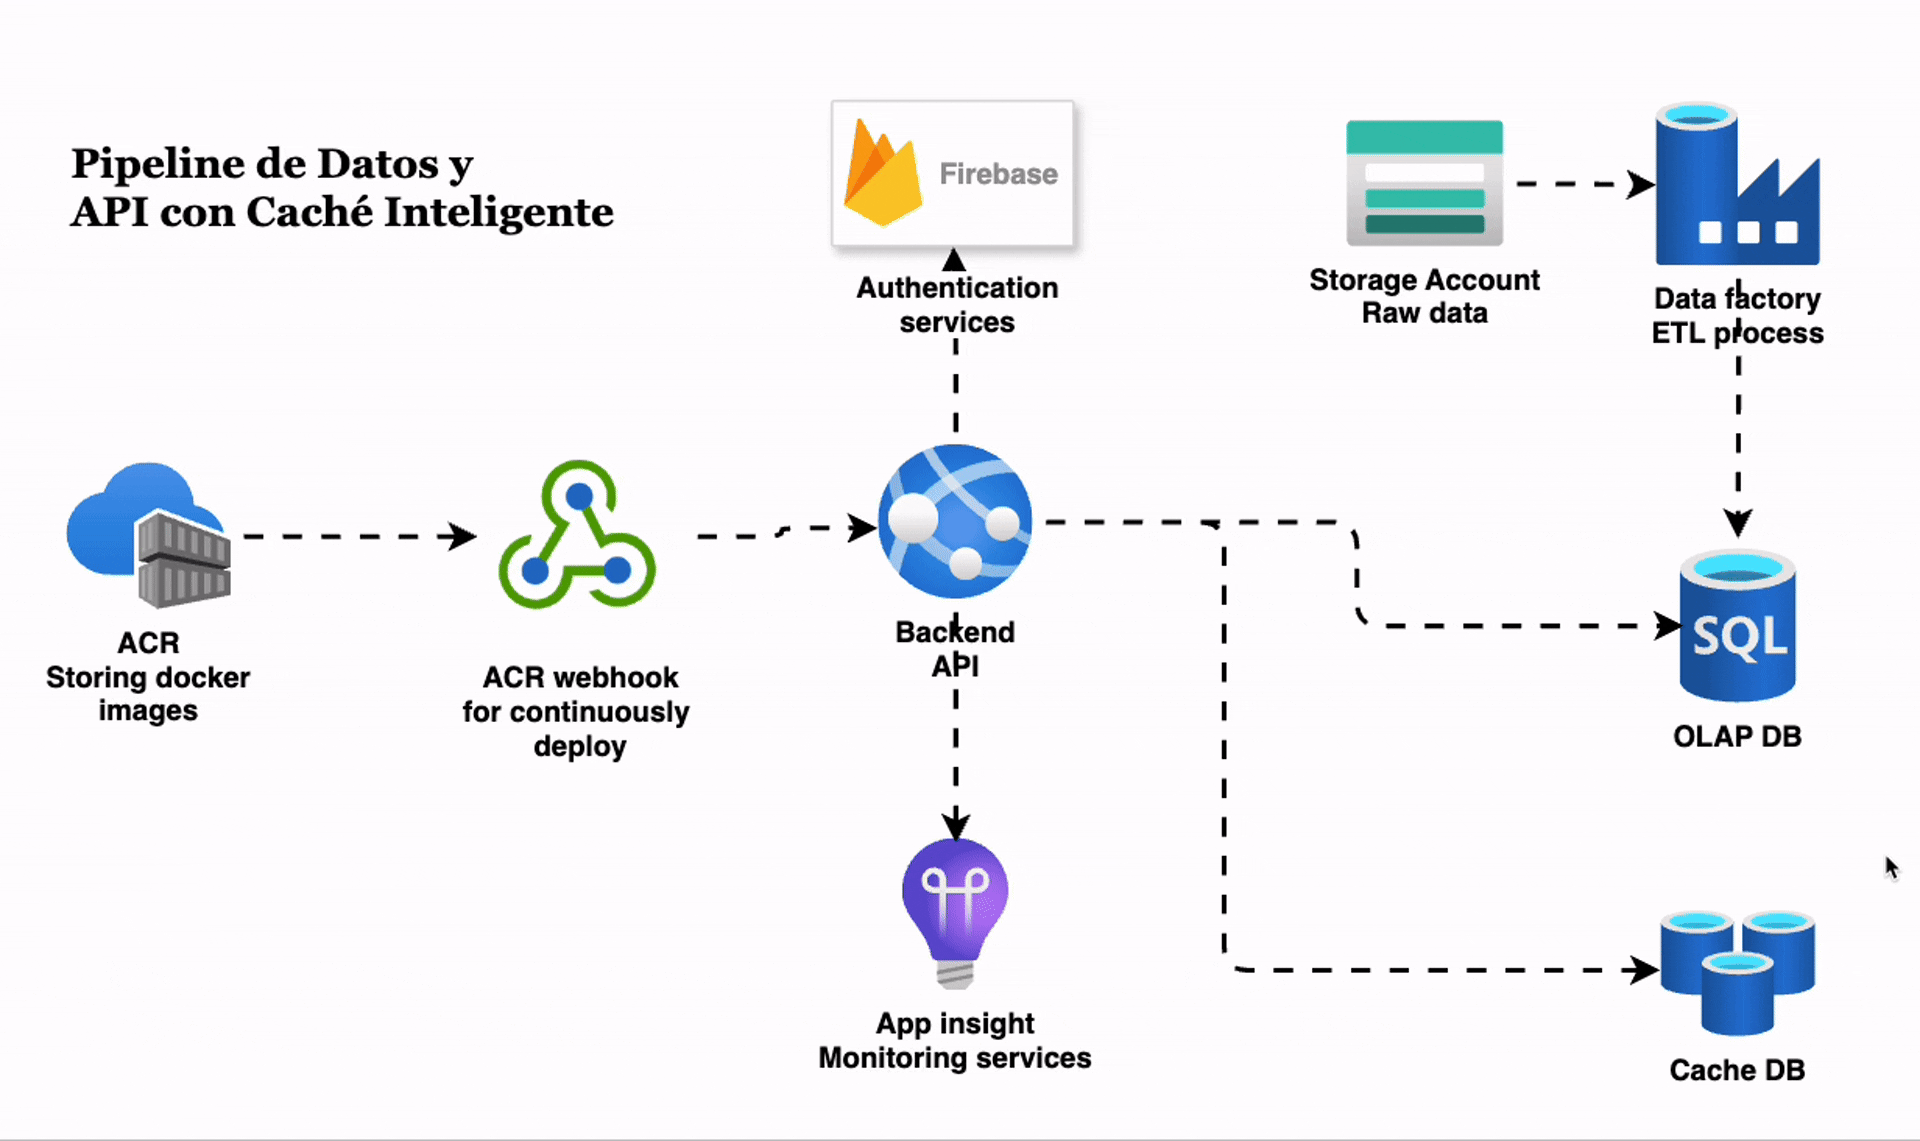 Pipeline de Datos y
API con Caché Inteligente
Firebase
Authentication
services
Storage Account
Raw data
Data factory
ETL process
ACR
Storing docker
images
ACR webhook
for continuously
deploy
Backend
API
SQL
OLAP DB
App insight
Monitoring services
Cache DB